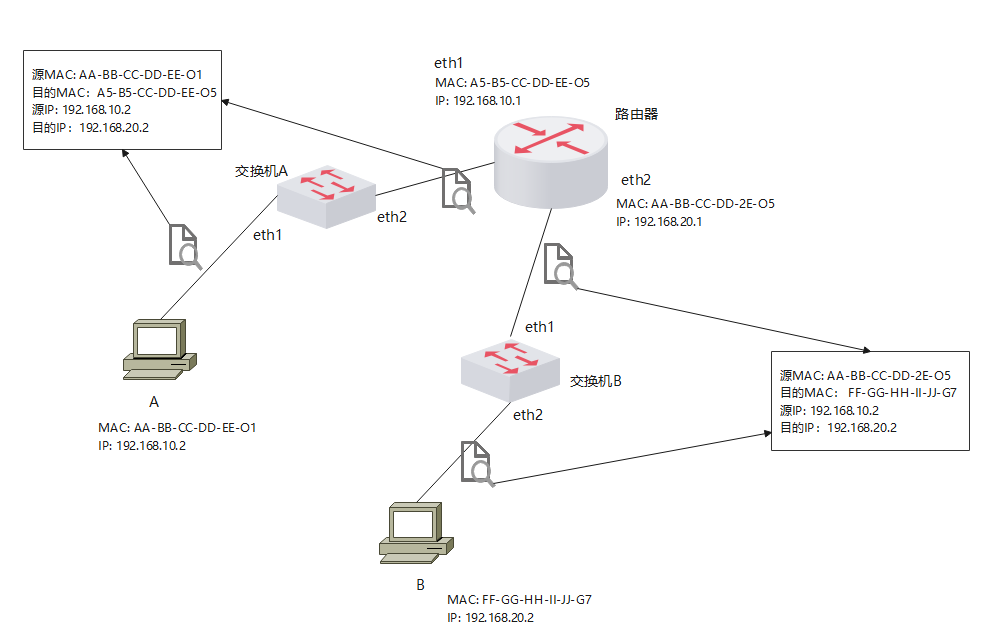 源MAC: AA-BB-CC-DD-EE-O1
目的MAC：A5-B5-CC-DD-EE-O5
源IP: 192.168.10.2
目的IP：192.168.20.2
eth1
MAC: A5-B5-CC-DD-EE-O5
IP: 192.168.10.1
路由器
交换机A
eth2
MAC: AA-BB-CC-DD-2E-O5
IP: 192.168.20.1
eth2
eth1
eth1
交换机B
eth2
源MAC: AA-BB-CC-DD-2E-O5
目的MAC： FF-GG-HH-II-JJ-G7
源IP: 192.168.10.2
目的IP：192.168.20.2
A
MAC: AA-BB-CC-DD-EE-O1
IP: 192.168.10.2
B
MAC: FF-GG-HH-II-JJ-G7
IP: 192.168.20.2